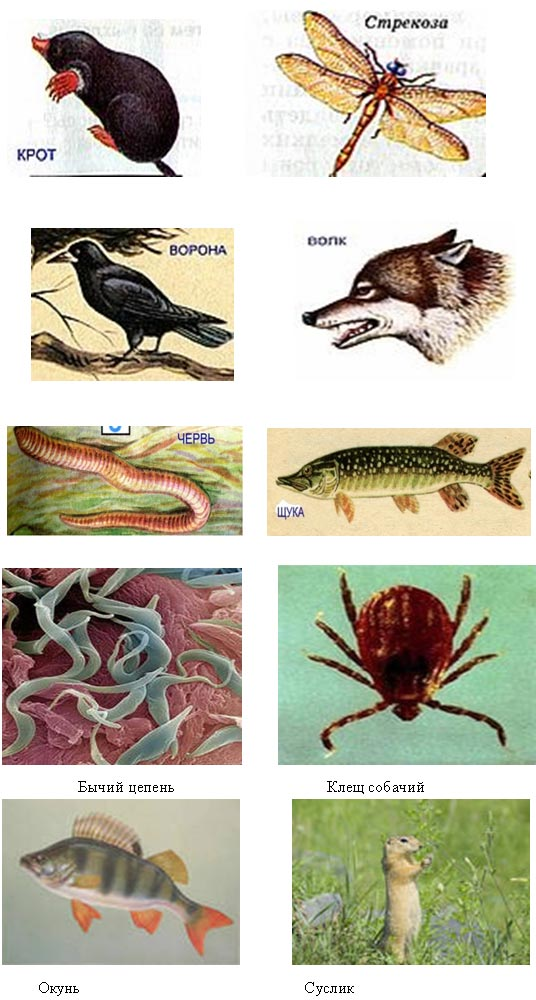 КРОТ
Стрекоза
ВОРОНА
волк
ЧЕРВЬ
ЩУКА
Бычий цепень
Клещ собачий
Окунь
Суслик